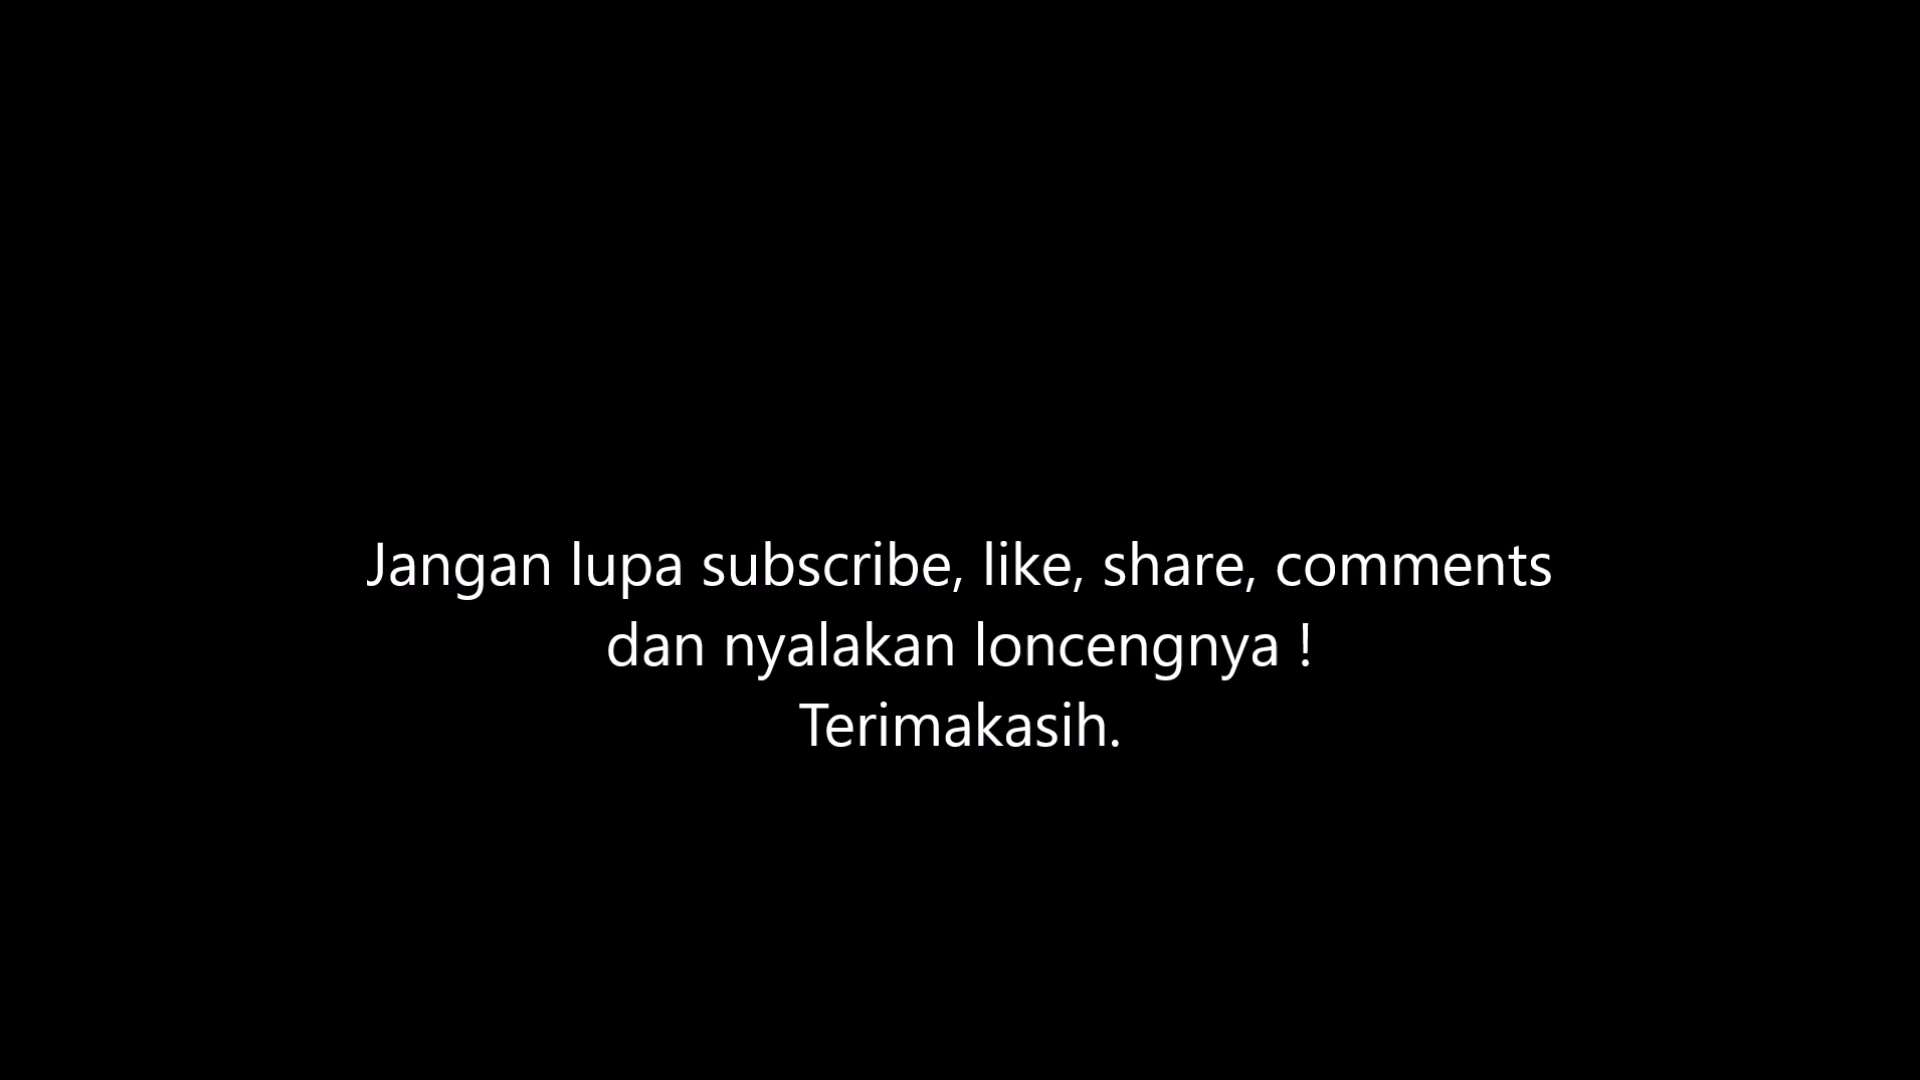 Jangan lupa subscribe, like, share, comments
dan nyalakan loncengnya !
Terimakasih.